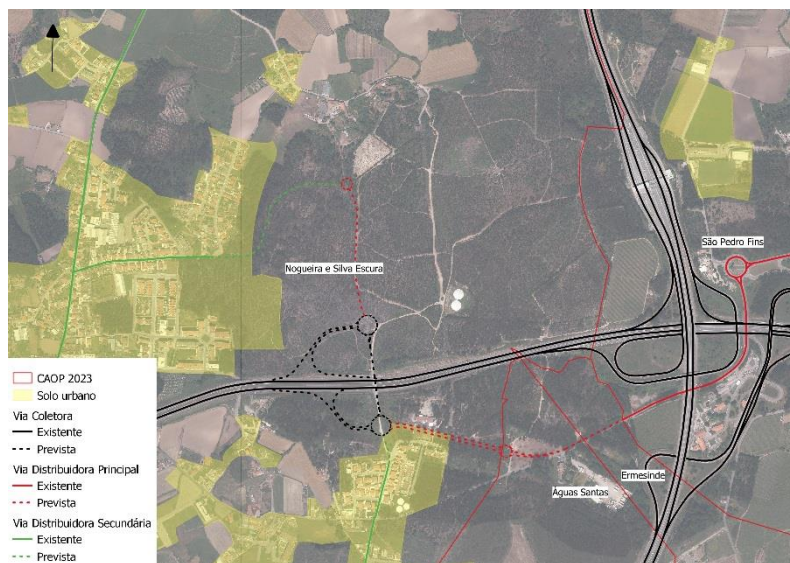 São Pedro Fins
Nogueira e Silva Escura
Ermesinde
Águas Santas
CAOP 2023
Solo urbano
Via Coletora
Existente
Prevista
Via Distribuidora Principal
Existente
Prevista
Via Distribuidora Secundária
Existente
Prevista